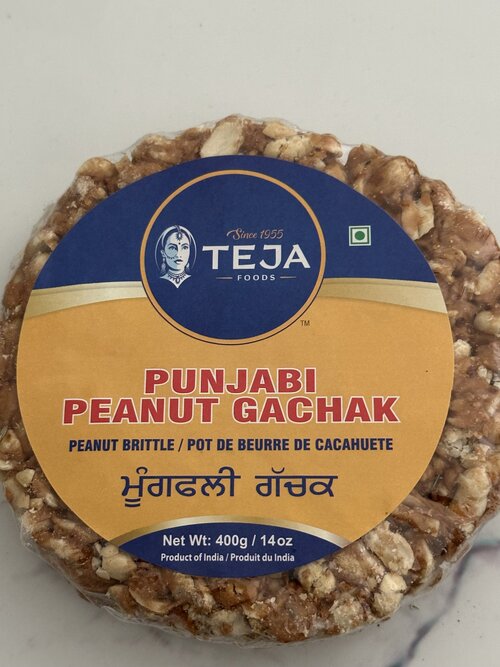 Since 1955
TEJA
FOODS
TM
PUNJABI
PEANUT GACHAK
PEANUT BRITTLE / POT DE BEURRE DE CACAHUETE
ਮੂੰਗਫਲੀ ਗੱਚਕ
Net Wt: 400g / 14oz
Product of India / Produit du India